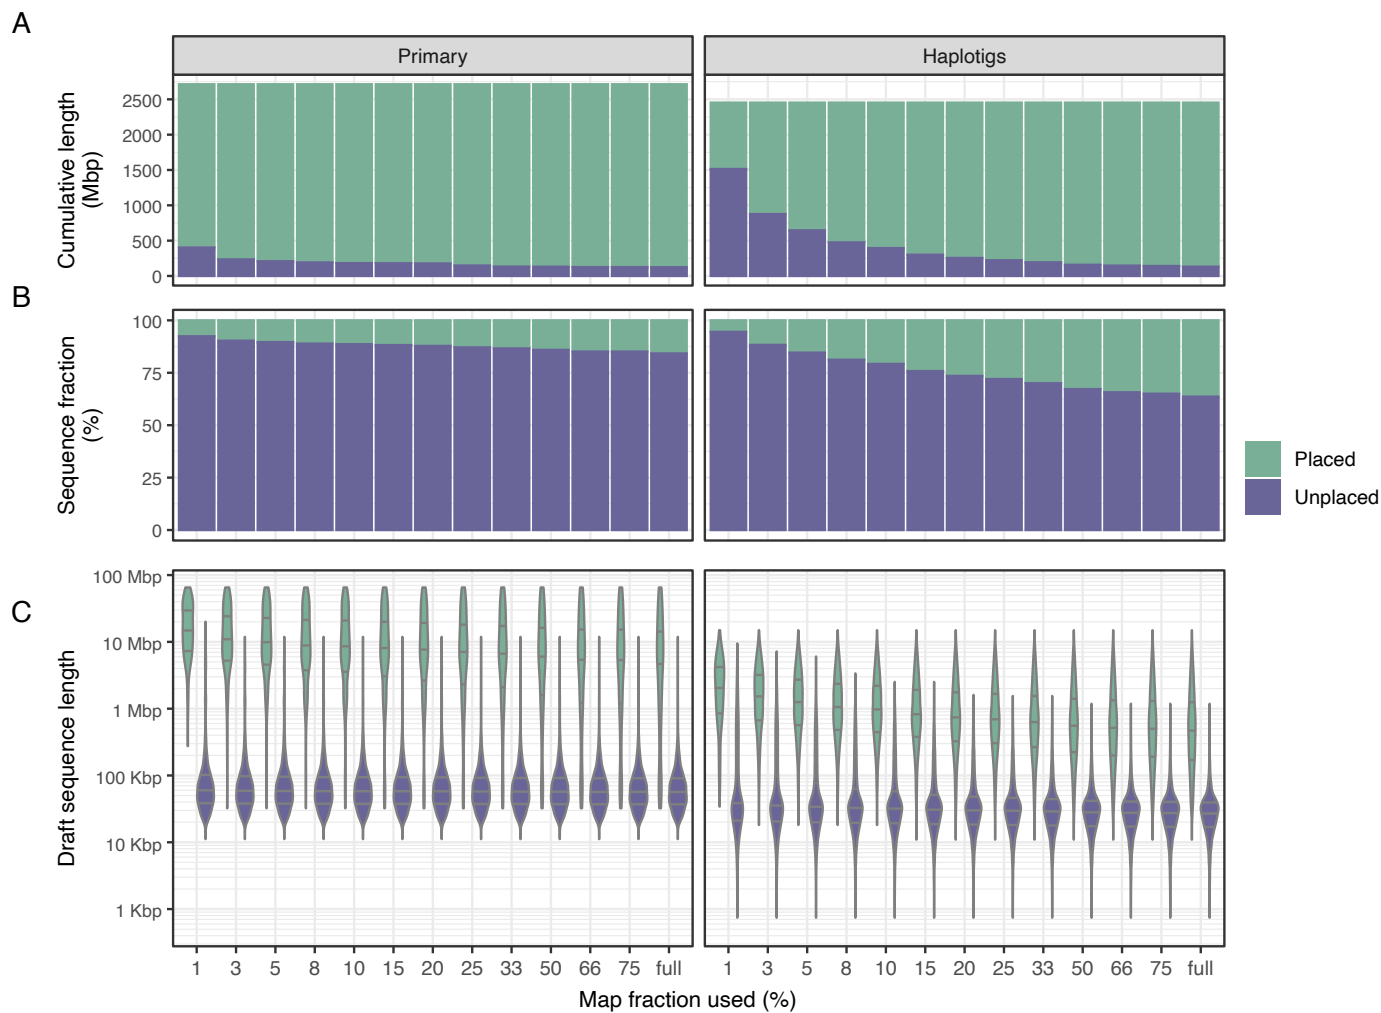 A
Primary
Haplotigs
Cumulative length
(Mbp)
2500
2000
1500
1000
500
0
B
Sequence fraction
(%)
100
75
50
25
0
Placed
Unplaced
C
Draft sequence length
100 Mbp
10 Mbp
1 Mbp
100 Kbp
10 Kbp
1 Kbp
1 3 5 8 10 15 20 25 33 50 66 75 full
1 3 5 8 10 15 20 25 33 50 66 75 full
Map fraction used (%)